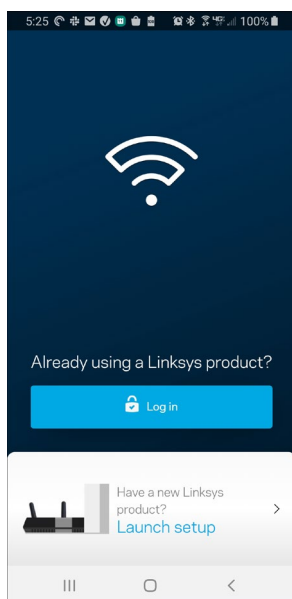 5:25 100%
Already using a Linksys product?
Log in
Have a new Linksys
product?
Launch setup